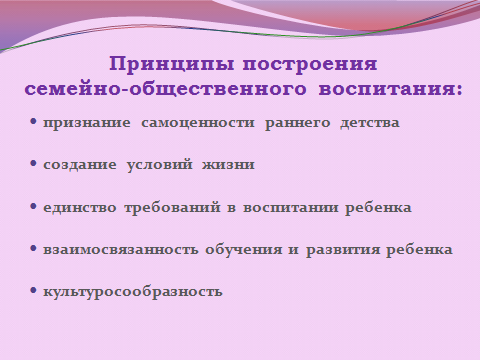 Принципы построения
семейно-общественного воспитания:
• признание самоценности раннего детства
• создание условий жизни
• единство требований в воспитании ребенка
• взаимосвязанность обучения и развития ребенка
• культуросообразность